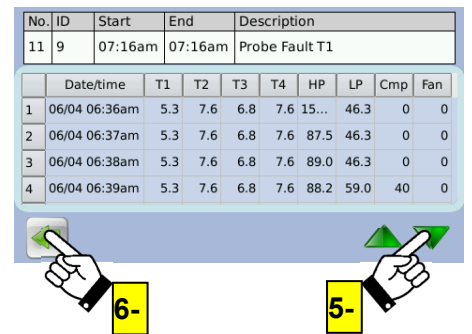 No. ID Start End Description
11 9 07:16am 07:16am Probe Fault T1
Date/time T1 T2 T3 T4 HP LP Cmp Fan
1 06/04 06:36am 5.3 7.6 6.8 7.6 15... 46.3 0 0
2 06/04 06:37am 5.3 7.6 6.8 7.6 87.5 46.3 0 0
3 06/04 06:38am 5.3 7.6 6.8 7.6 89.0 46.3 0 0
4 06/04 06:39am 5.3 7.6 6.8 7.6 88.2 59.0 40 0
6- 5-